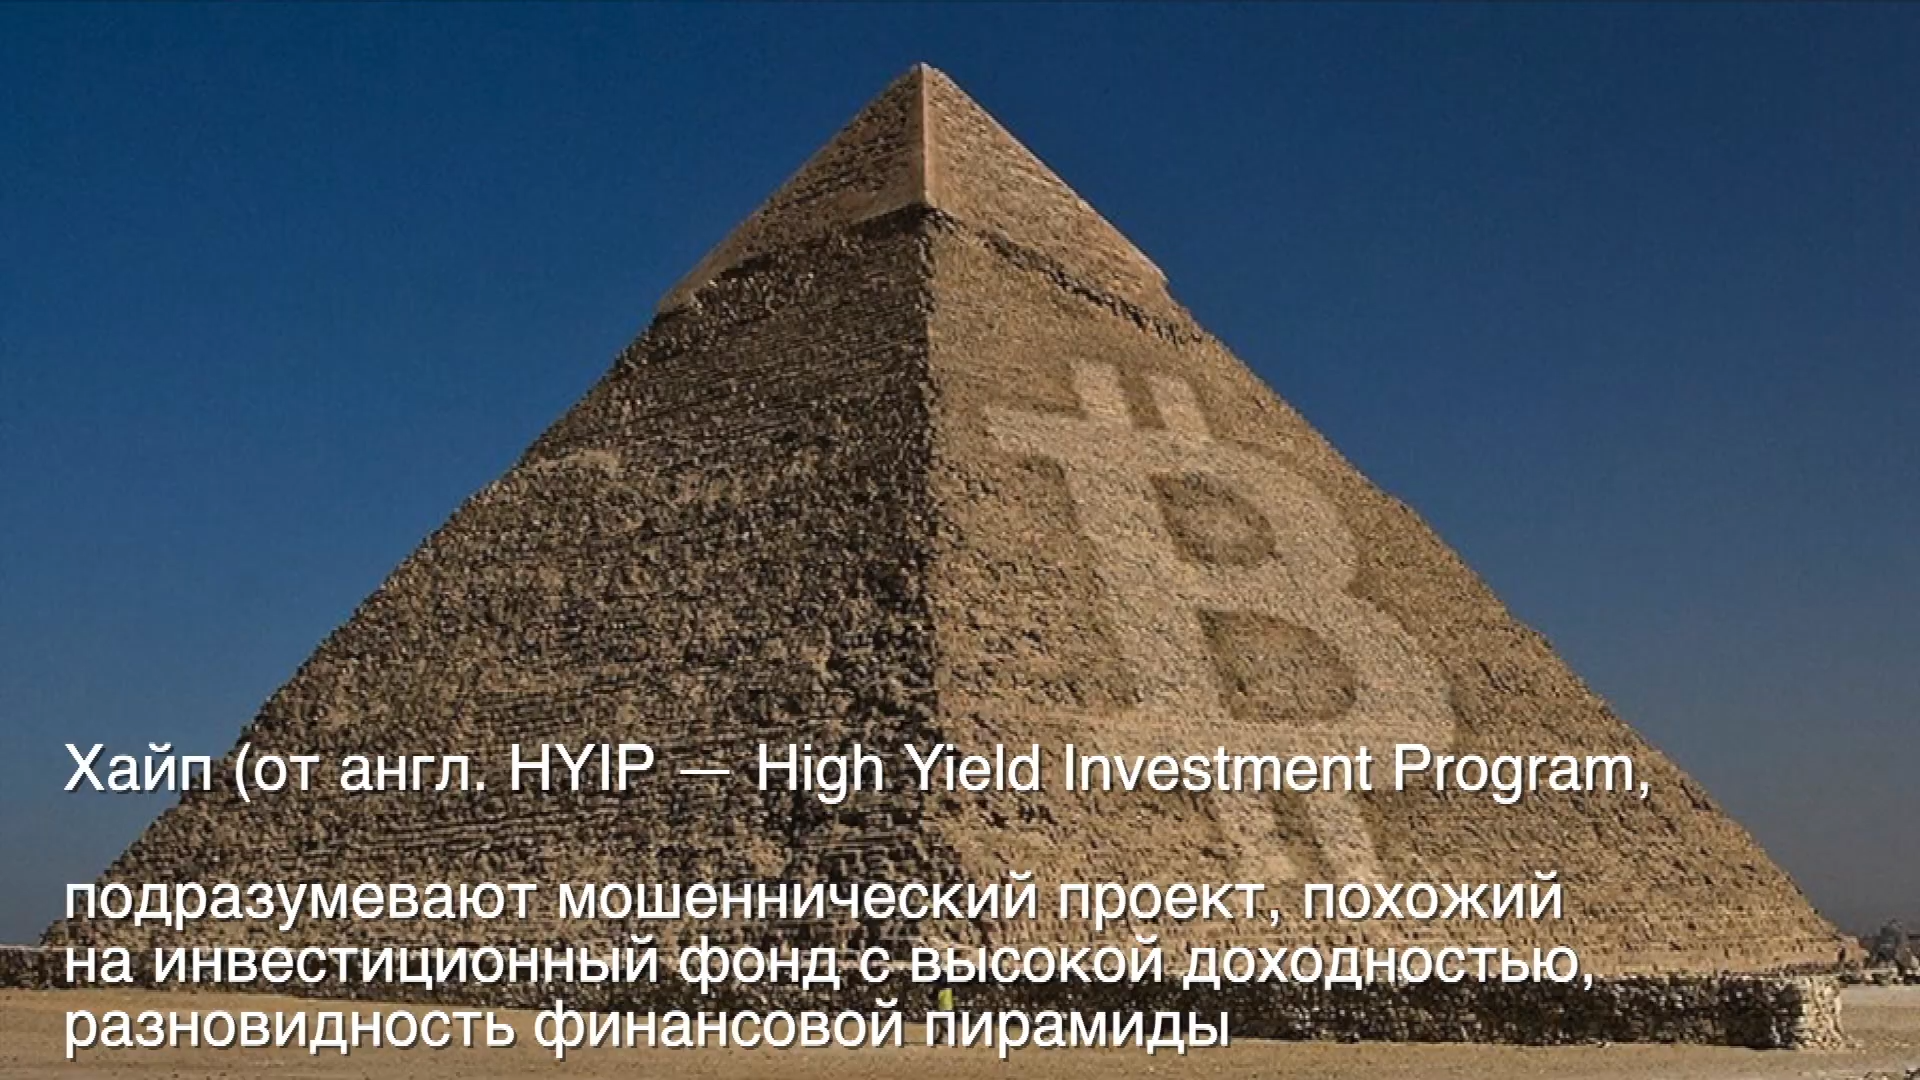 Хайп (от англ. HYIP — High Yield Investment Program,
подразумевают мошеннический проект, похожий
на инвестиционный фонд с высокой доходностью,
разновидность финансовой пирамиды